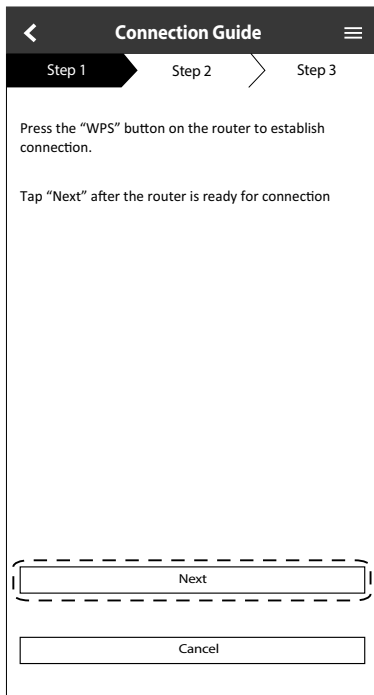 Connection Guide
Step 1
Step 2
Step 3
Press the “WPS” button on the router to establish
connection.
Tap “Next” after the router is ready for connection
Next
Cancel